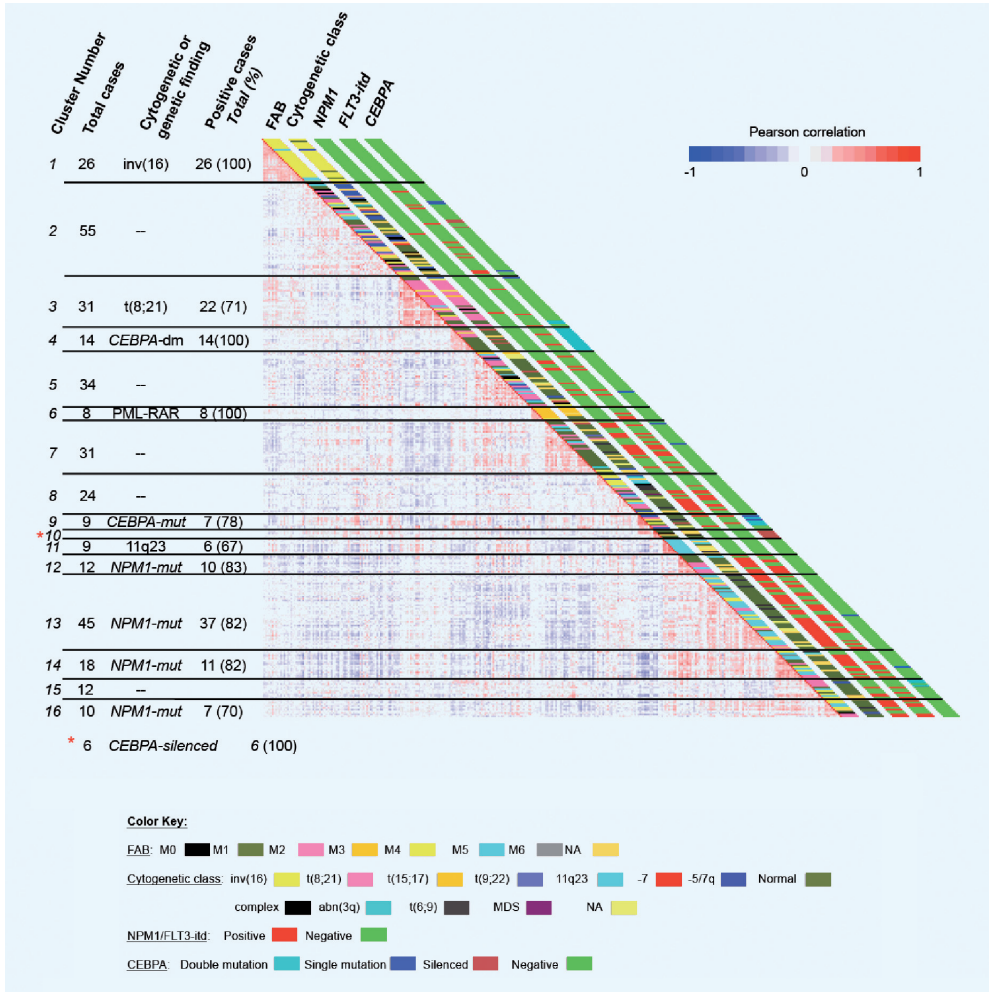 Cluster Number
Total cases
Cytogenetic or
genetic finding
Positive cases
Total (%)
FAB
Cytogenetic class
NPM1
FLT3-itd
CEBPA
Pearson correlation
-1 0 1
1 26 inv(16) 26 (100)
2 55 --
3 31 t(8;21) 22 (71)
4 14 CEBPA-dm 14(100)
5 34 --
6 8 PML-RAR 8 (100)
7 31 --
8 24 --
9 9 CEBPA-mut 7 (78)
*10
11 9 11q23 6 (67)
12 12 NPM1-mut 10 (83)
13 45 NPM1-mut 37 (82)
14 18 NPM1-mut 11 (82)
15 12 --
16 10 NPM1-mut 7 (70)
* 6 CEBPA-silenced 6 (100)
Color Key:
FAB: M0 M1 M2 M3 M4 M5 M6 NA
Cytogenetic class: inv(16) t(8;21) t(15;17) t(9;22) 11q23 -7 -5/7q Normal
complex abn(3q) t(6;9) MDS NA
NPM1/FLT3-itd: Positive Negative
CEBPA: Double mutation Single mutation Silenced Negative